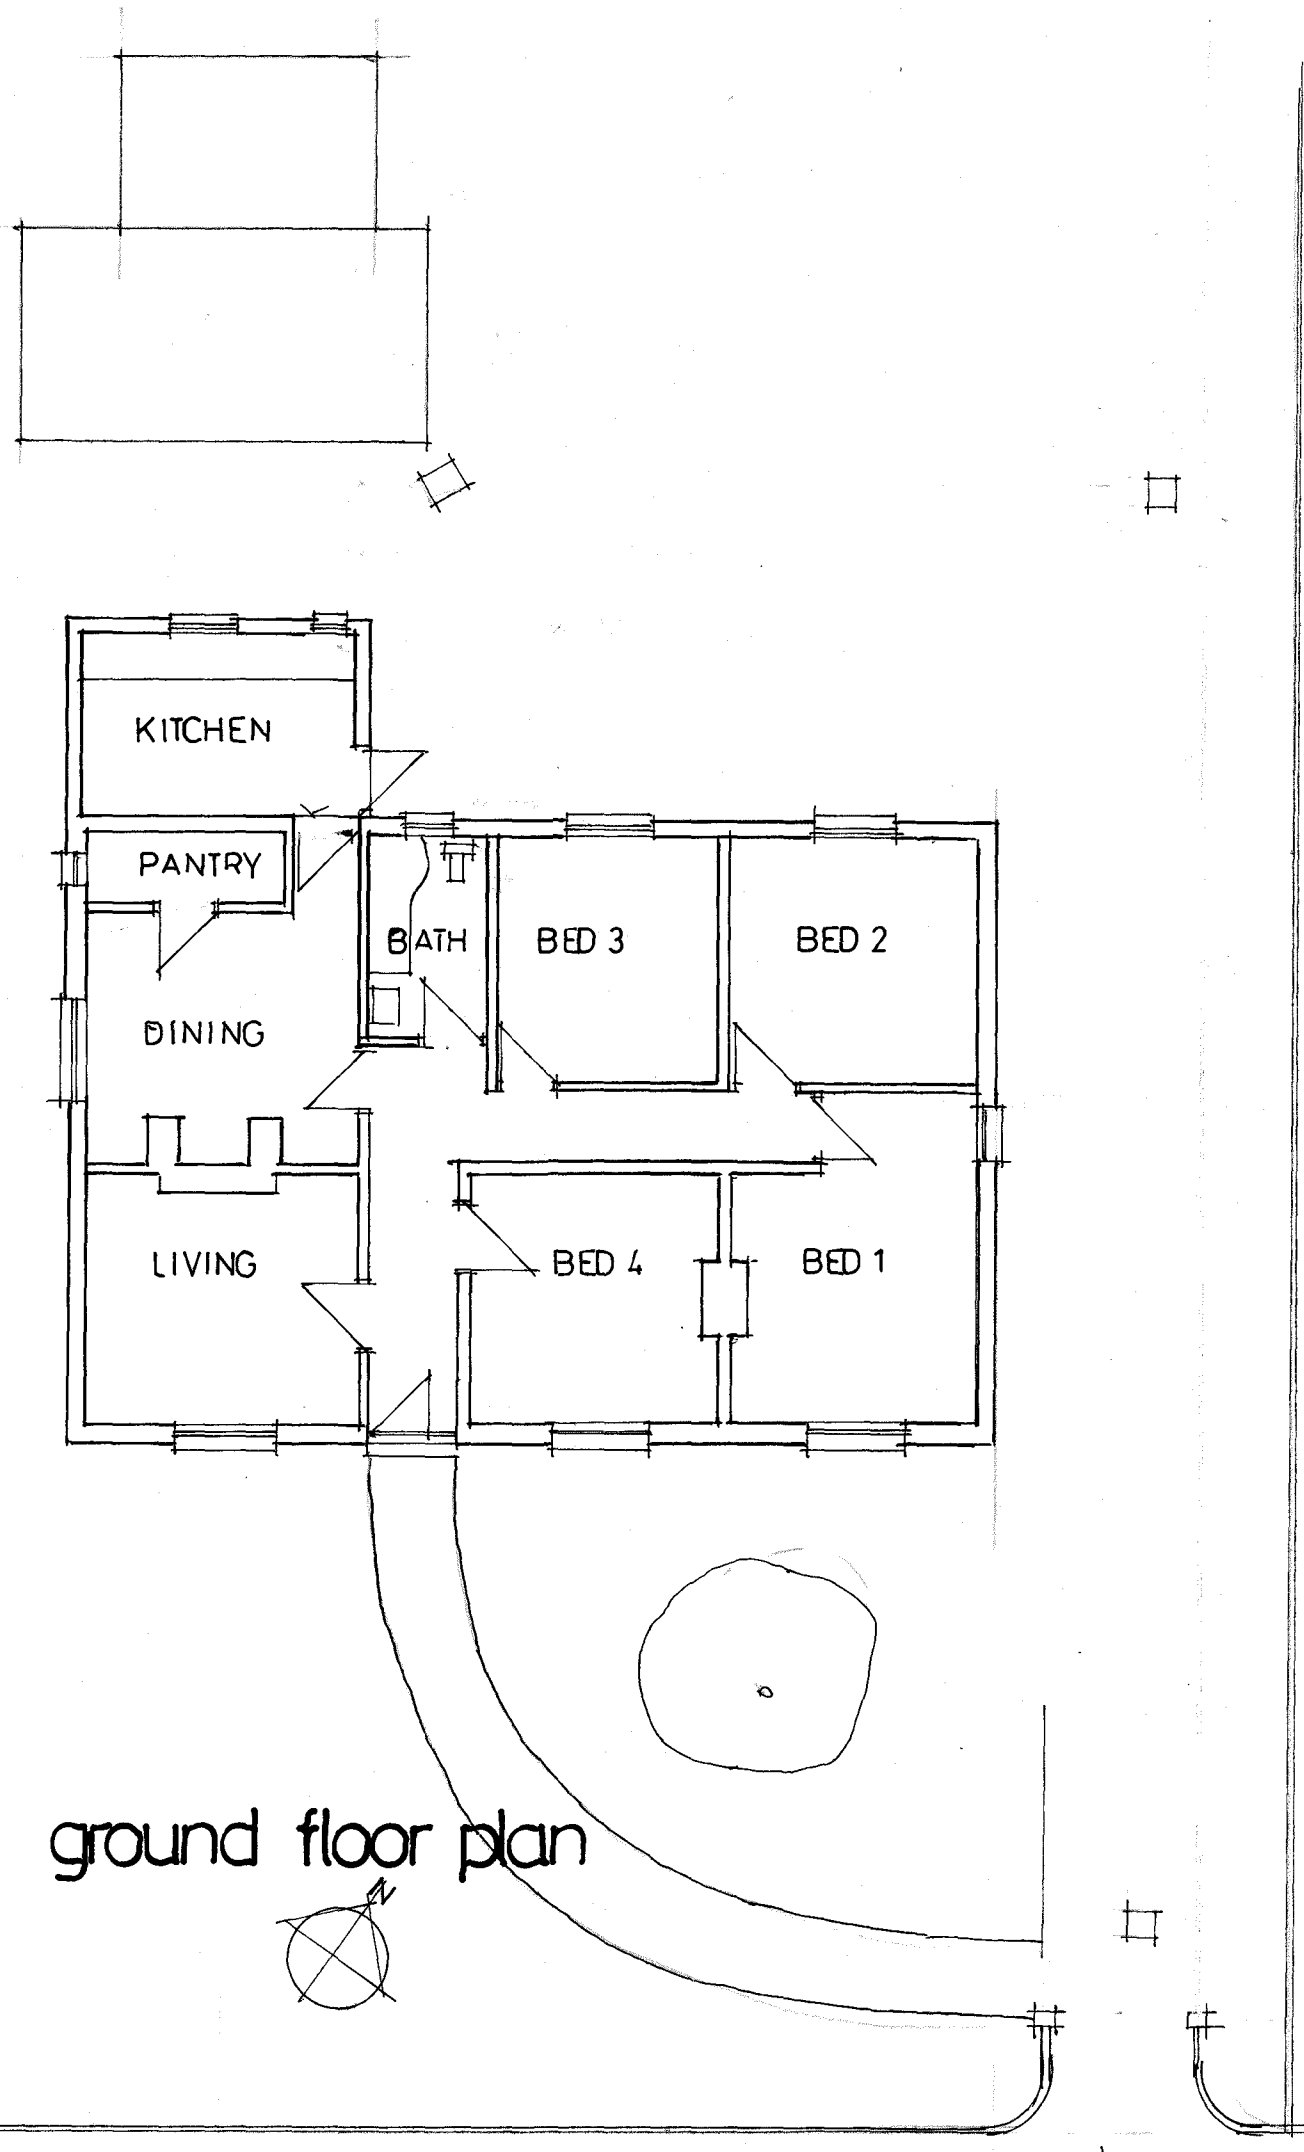 KITCHEN
PANTRY
BATH
BED 3
BED 2
DINING
LIVING
BED 4
BED 1
ground floor plan
N